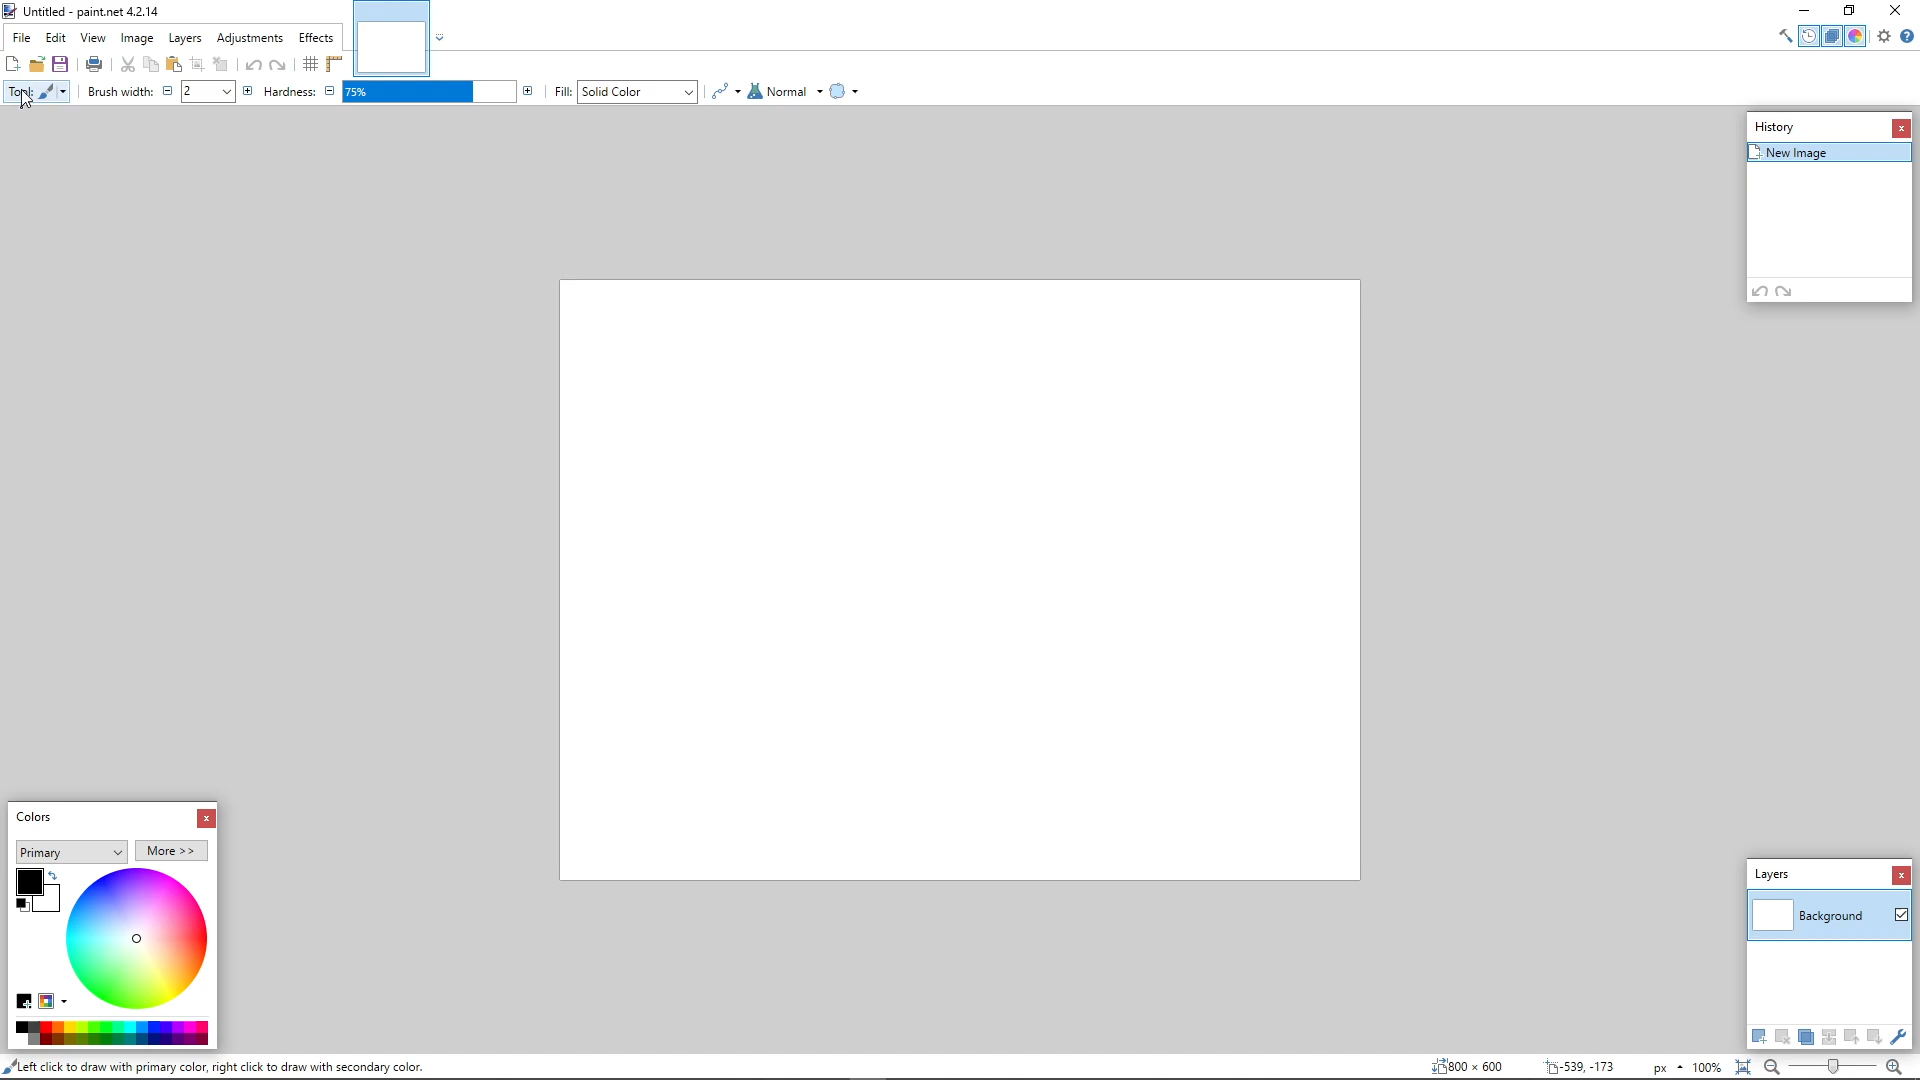 Untitled - paint.net 4.2.14
File Edit View Image Layers Adjustments Effects
Tool: Brush width: 2 Hardness: 75% Fill: Solid Color Normal
History
New Image
Colors
Primary More >>
Layers
Background
Left click to draw with primary color, right click to draw with secondary color. 800 × 600 -539, -173 px 100%